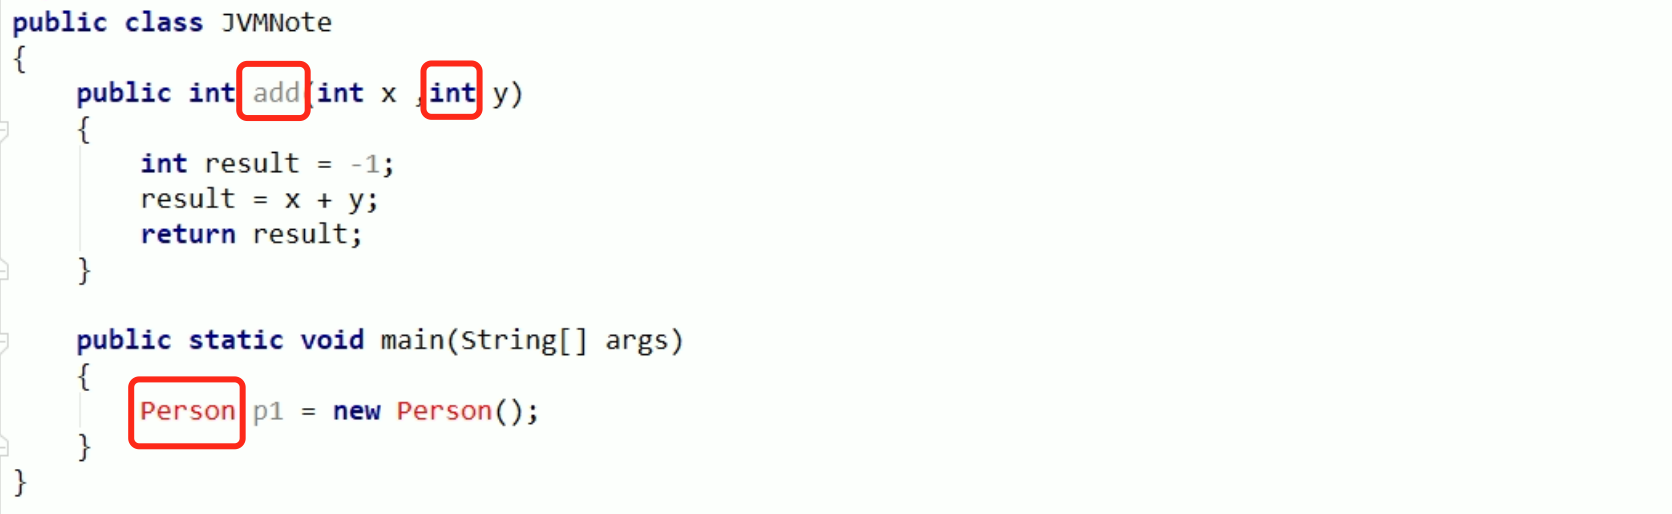 public class JVMNote
{
    public int add(int x ,int y)
    {
        int result = -1;
        result = x + y;
        return result;
    }
    public static void main(String[] args)
    {
        Person p1 = new Person();
    }
}